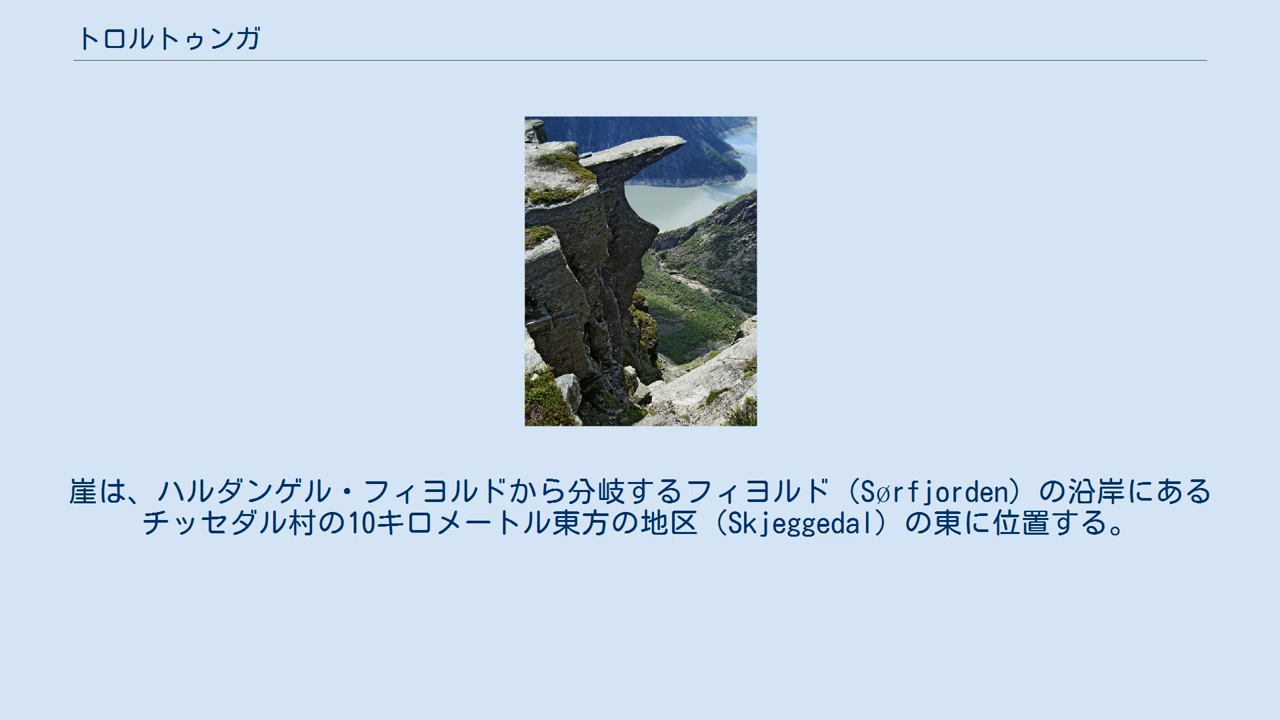 トロルトゥンガ
崖は、ハルダンゲル・フィヨルドから分岐するフィヨルド（Sørfjorden）の沿岸にある
チッセダル村の10キロメートル東方の地区（Skjeggedal）の東に位置する。